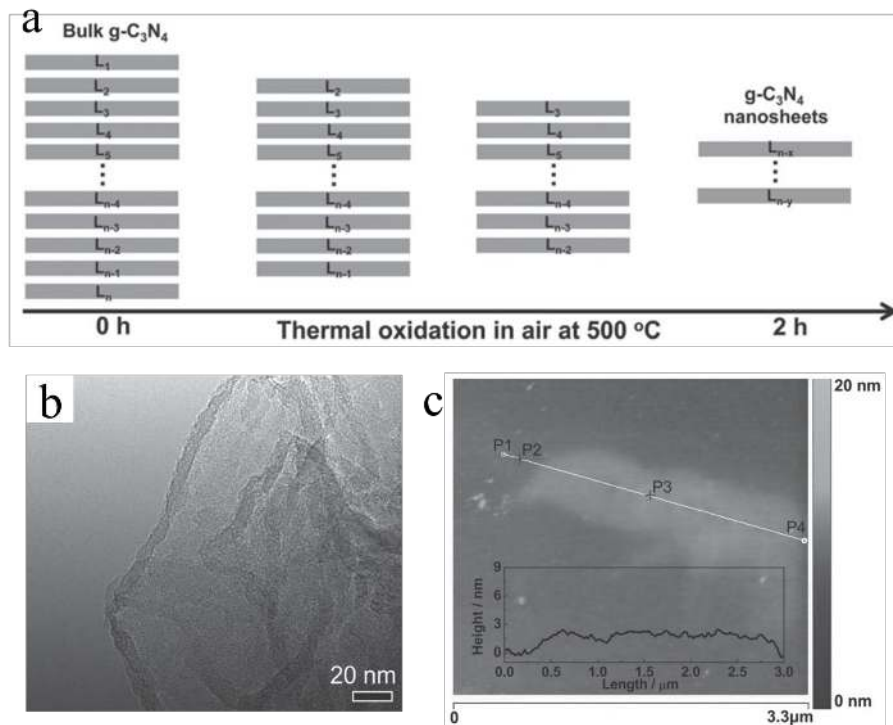 a
Bulk g-C₃N₄
L₁
L₂ L₂
L₃ L₃ L₃ g-C₃N₄
L₄ L₄ L₄ nanosheets
L₅ L₅ L₅ Lₙ₋ₓ
Lₙ₋₄ Lₙ₋₄ Lₙ₋₄ Lₙ₋ᵧ
Lₙ₋₃ Lₙ₋₃ Lₙ₋₃
Lₙ₋₂ Lₙ₋₂ Lₙ₋₂
Lₙ₋₁ Lₙ₋₁
Lₙ
0 h Thermal oxidation in air at 500 °C 2 h
b
20 nm
c
20 nm
P1 P2
P3
P4
9
6
3
0
Height / nm
0.0 0.5 1.0 1.5 2.0 2.5 3.0
Length / μm
0 nm
0 3.3μm